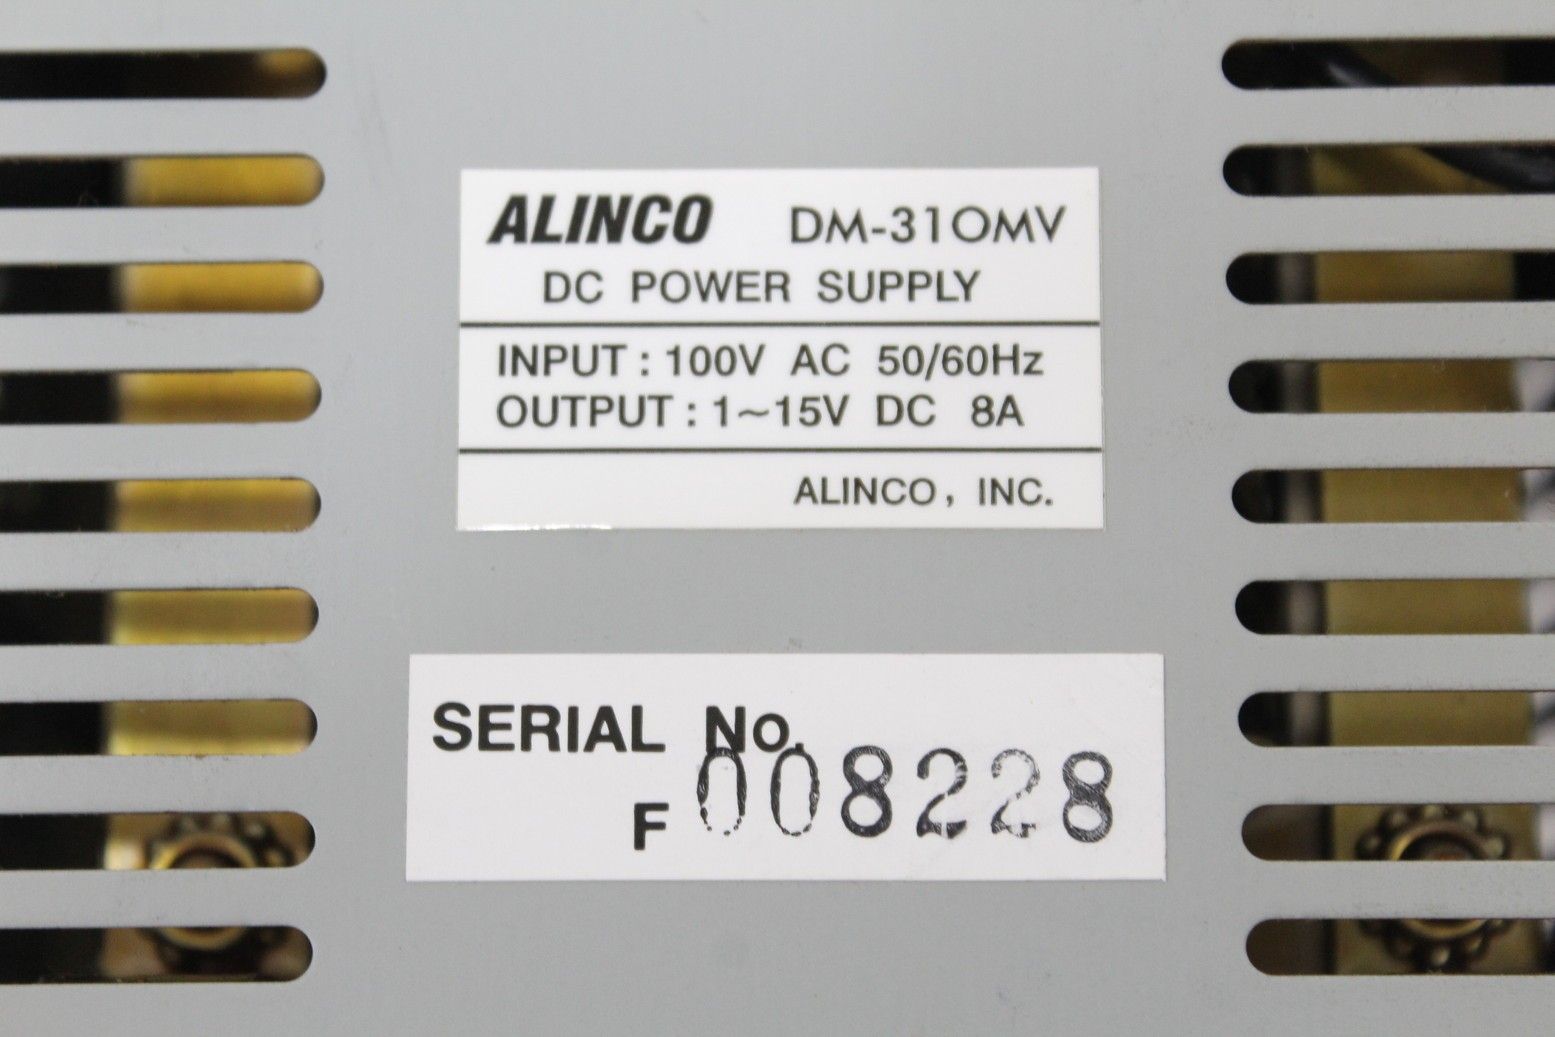 ALINCO DM-310MV
DC POWER SUPPLY
INPUT : 100V AC 50/60Hz
OUTPUT : 1~15V DC 8A
ALINCO, INC.
SERIAL No.
F 008228